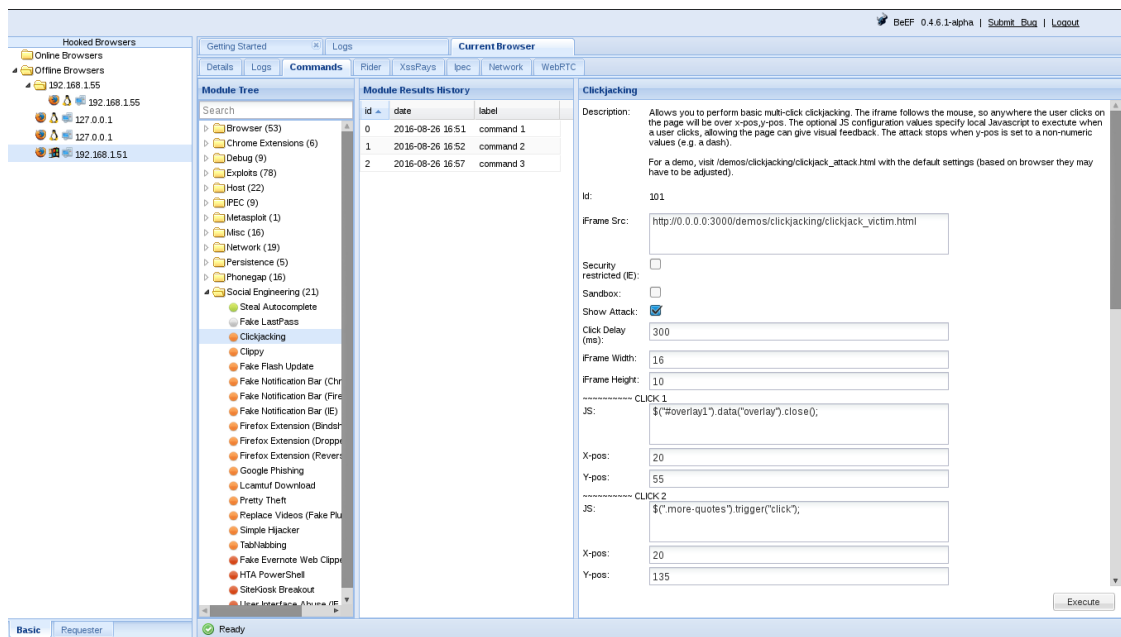 BeEF 0.4.6.1-alpha | Submit Bug | Logout
Hooked Browsers
Online Browsers
Offline Browsers
192.168.1.55
192.168.1.55
127.0.0.1
127.0.0.1
192.168.1.51
Basic
Requester
Getting Started
Logs
Current Browser
Details
Logs
Commands
Rider
XssRays
Ipec
Network
WebRTC
Module Tree
Search
Browser (53)
Chrome Extensions (6)
Debug (9)
Exploits (78)
Host (22)
IPEC (9)
Metasploit (1)
Misc (16)
Network (19)
Persistence (5)
Phonegap (16)
Social Engineering (21)
Steal Autocomplete
Fake LastPass
Clickjacking
Clippy
Fake Flash Update
Fake Notification Bar (Chr
Fake Notification Bar (Fire
Fake Notification Bar (IE)
Firefox Extension (Bindsh
Firefox Extension (Droppe
Firefox Extension (Revers
Google Phishing
Lcamtuf Download
Pretty Theft
Replace Videos (Fake Plu
Simple Hijacker
TabNabbing
Fake Evernote Web Clippe
HTA PowerShell
SiteKiosk Breakout
User Interface Abuse (IE
Module Results History
id date label
0 2016-08-26 16:51 command 1
1 2016-08-26 16:52 command 2
2 2016-08-26 16:57 command 3
Clickjacking
Description: Allows you to perform basic multi-click clickjacking. The iframe follows the mouse, so anywhere the user clicks on
the page will be over x-pos,y-pos. The optional JS configuration values specify local Javascript to exectute when
a user clicks, allowing the page can give visual feedback. The attack stops when y-pos is set to a non-numeric
values (e.g. a dash).
For a demo, visit /demos/clickjacking/clickjack_attack.html with the default settings (based on browser they may
have to be adjusted).
Id: 101
iFrame Src: http://0.0.0.0:3000/demos/clickjacking/clickjack_victim.html
Security
restricted (IE):
Sandbox:
Show Attack:
Click Delay
(ms): 300
iFrame Width: 16
iFrame Height: 10
~~~~~~~~~~ CLICK 1
JS: $("#overlay1").data("overlay").close();
X-pos: 20
Y-pos: 55
~~~~~~~~~~ CLICK 2
JS: $(".more-quotes").trigger("click");
X-pos: 20
Y-pos: 135
Execute
Ready